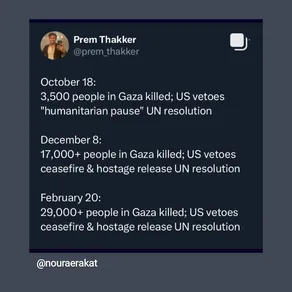 Prem Thakker
@prem_thakker
October 18:
3,500 people in Gaza killed; US vetoes
"humanitarian pause" UN resolution
December 8:
17,000+ people in Gaza killed; US vetoes
ceasefire & hostage release UN resolution
February 20:
29,000+ people in Gaza killed; US vetoes
ceasefire & hostage release UN resolution
@nouraerakat